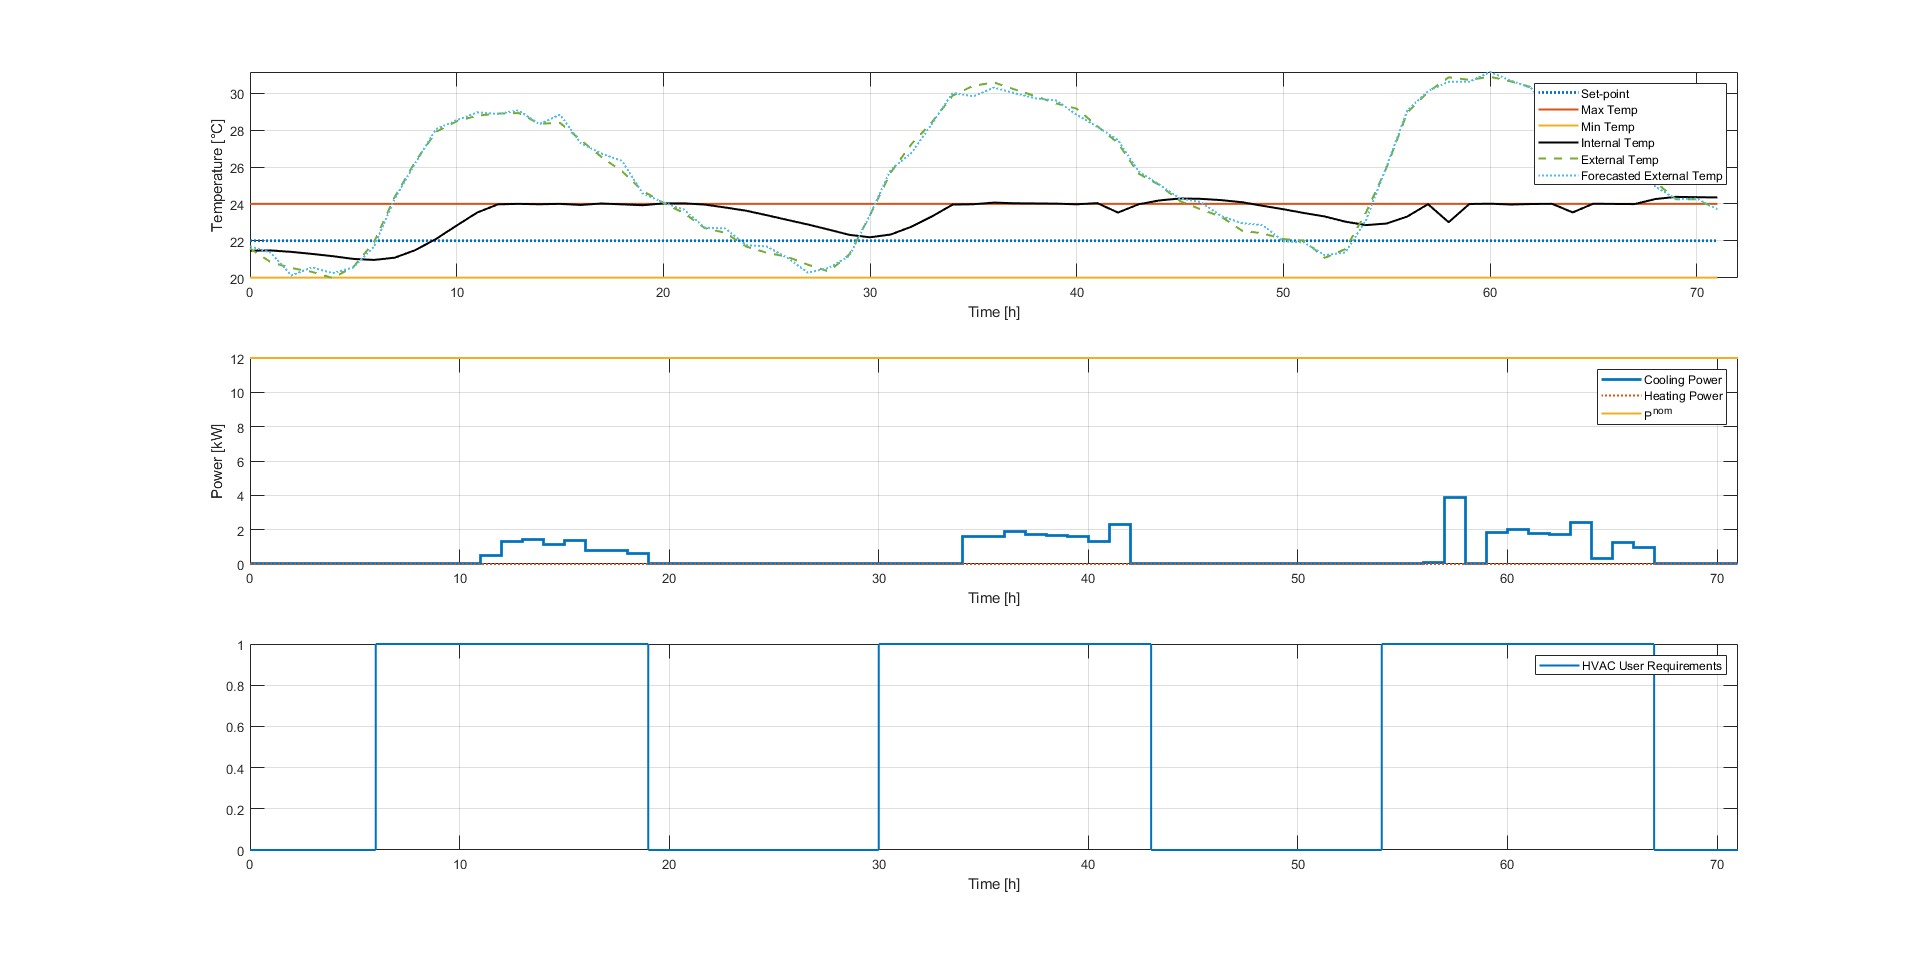 Temperature [°C]
30
28
26
24
22
20
0 10 20 30 40 50 60 70
Time [h]
Set-point
Max Temp
Min Temp
Internal Temp
External Temp
Forecasted External Temp
Power [kW]
12
10
8
6
4
2
0
0 10 20 30 40 50 60 70
Time [h]
Cooling Power
Heating Power
P^nom
1
0.8
0.6
0.4
0.2
0
0 10 20 30 40 50 60 70
Time [h]
HVAC User Requirements